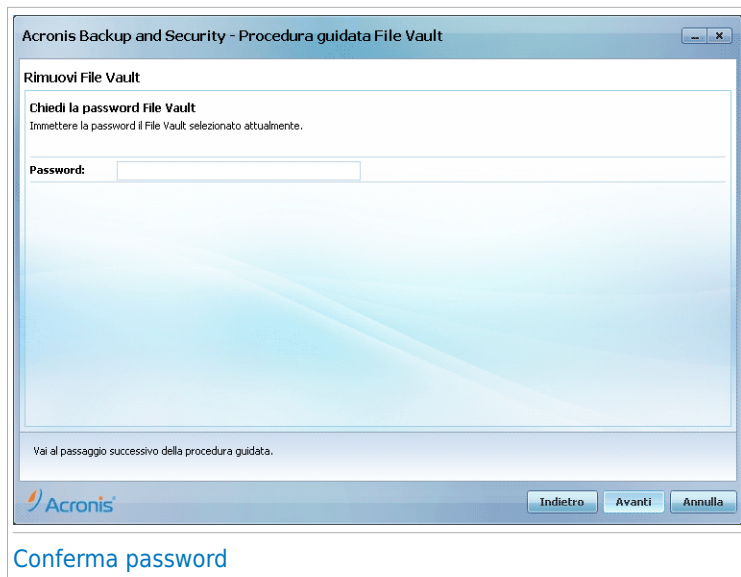 Acronis Backup and Security - Procedura guidata File Vault
Rimuovi File Vault
Chiedi la password File Vault
Immettere la password il File Vault selezionato attualmente.
Password:
Vai al passaggio successivo della procedura guidata.
Acronis
Indietro Avanti Annulla
Conferma password